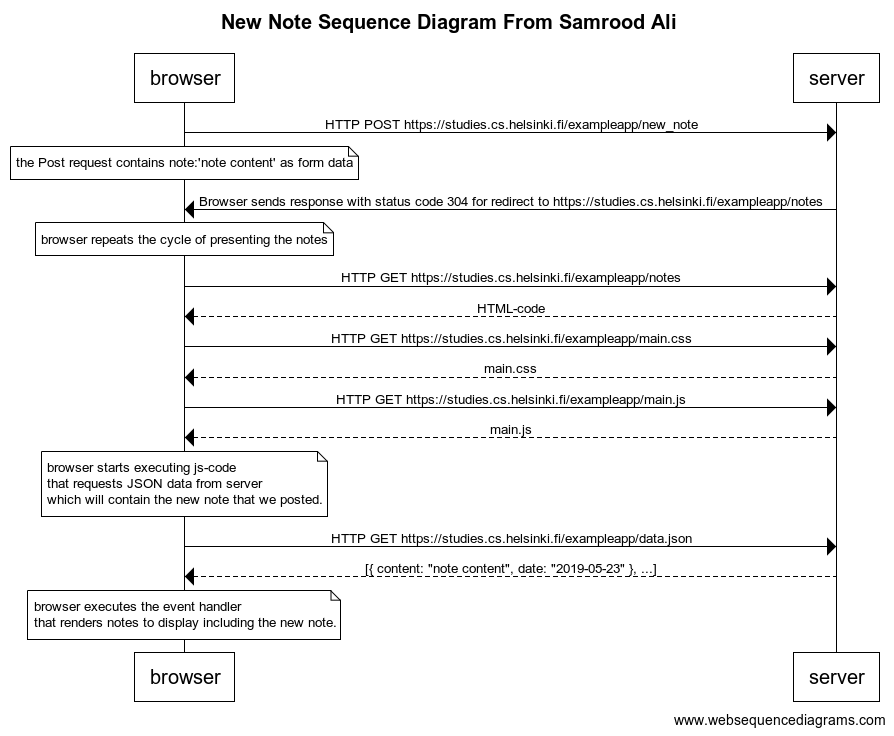 New Note Sequence Diagram From Samrood Ali
browser
server
HTTP POST https://studies.cs.helsinki.fi/exampleapp/new_note
the Post request contains note:'note content' as form data
Browser sends response with status code 304 for redirect to https://studies.cs.helsinki.fi/exampleapp/notes
browser repeats the cycle of presenting the notes
HTTP GET https://studies.cs.helsinki.fi/exampleapp/notes
HTML-code
HTTP GET https://studies.cs.helsinki.fi/exampleapp/main.css
main.css
HTTP GET https://studies.cs.helsinki.fi/exampleapp/main.js
main.js
browser starts executing js-code
that requests JSON data from server
which will contain the new note that we posted.
HTTP GET https://studies.cs.helsinki.fi/exampleapp/data.json
[{ content: "note content", date: "2019-05-23" }, ...]
browser executes the event handler
that renders notes to display including the new note.
browser
server
www.websequencediagrams.com